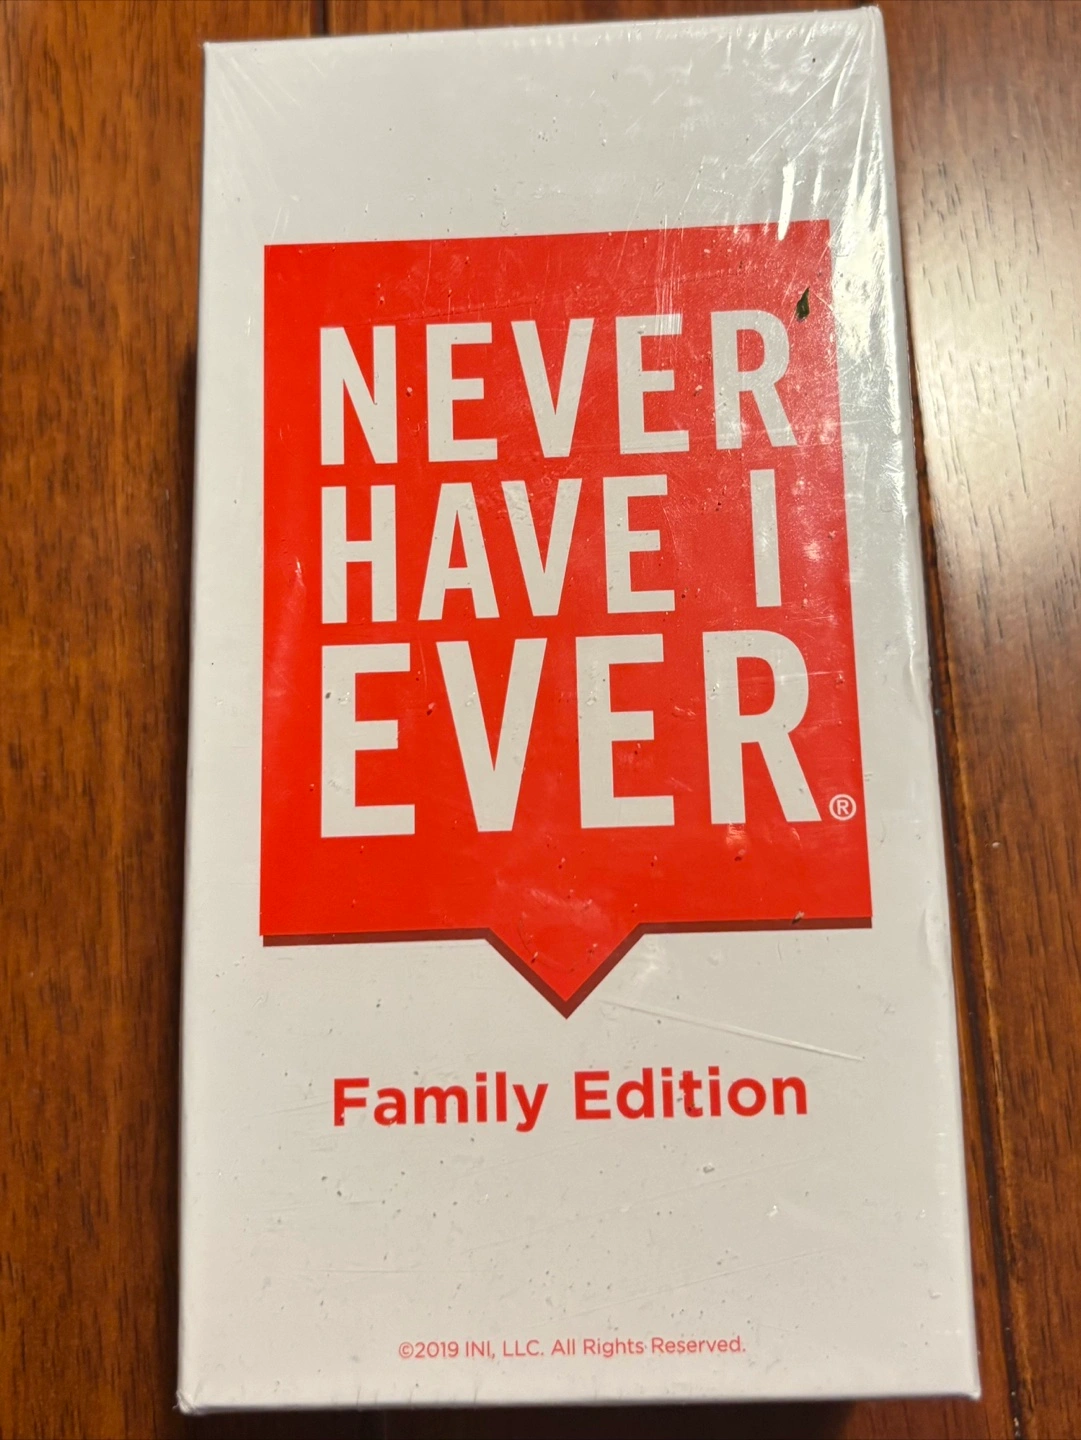 NEVER
HAVE I
EVER®
Family Edition
©2019 INI, LLC. All Rights Reserved.